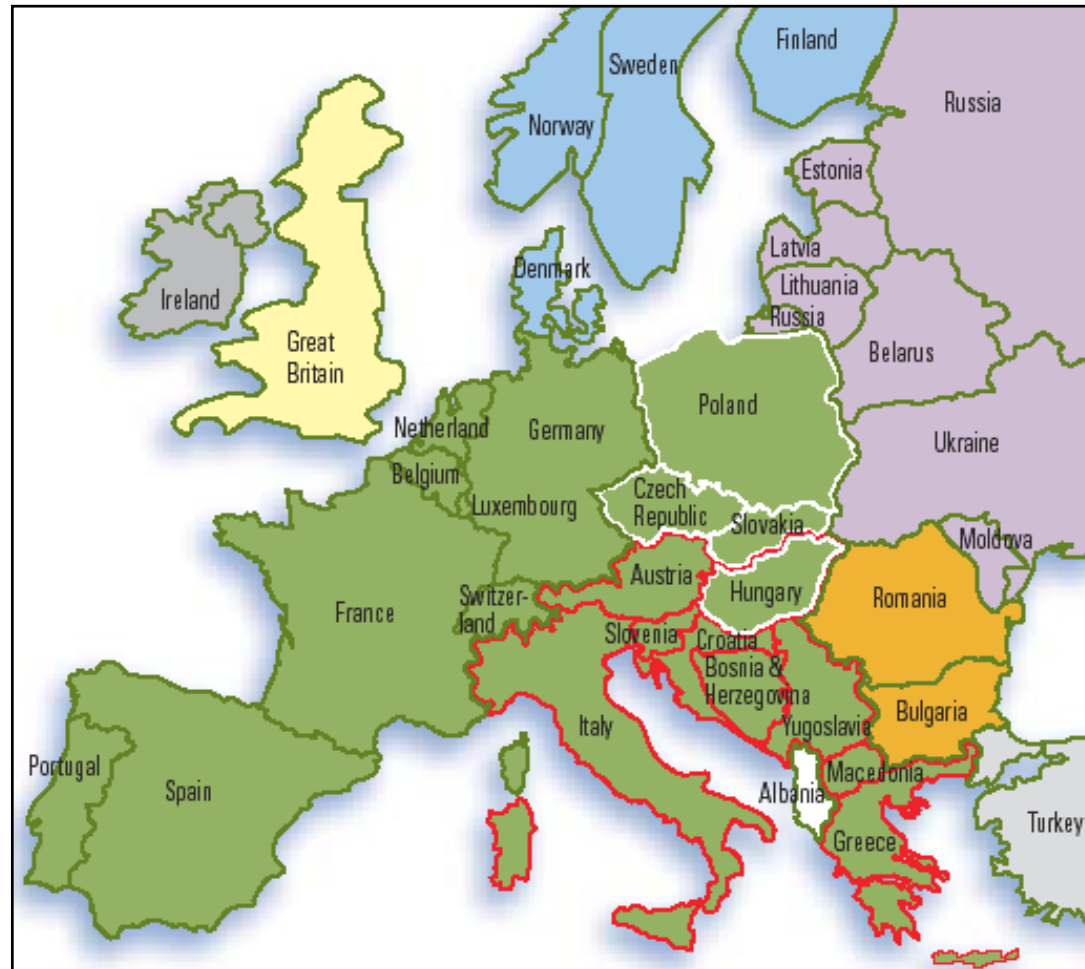 Finland
Sweden
Russia
Norway
Estonia
Latvia
Denmark
Lithuania
Ireland
Russia
Great
Britain
Belarus
Poland
Netherland
Germany
Ukraine
Belgium
Czech
Republic
Luxembourg
Slovakia
Moldova
Austria
Hungary
Switzer-
land
Romania
France
Slovenia
Croatia
Bosnia &
Herzegovina
Bulgaria
Italy
Yugoslavia
Portugal
Macedonia
Spain
Albania
Turkey
Greece